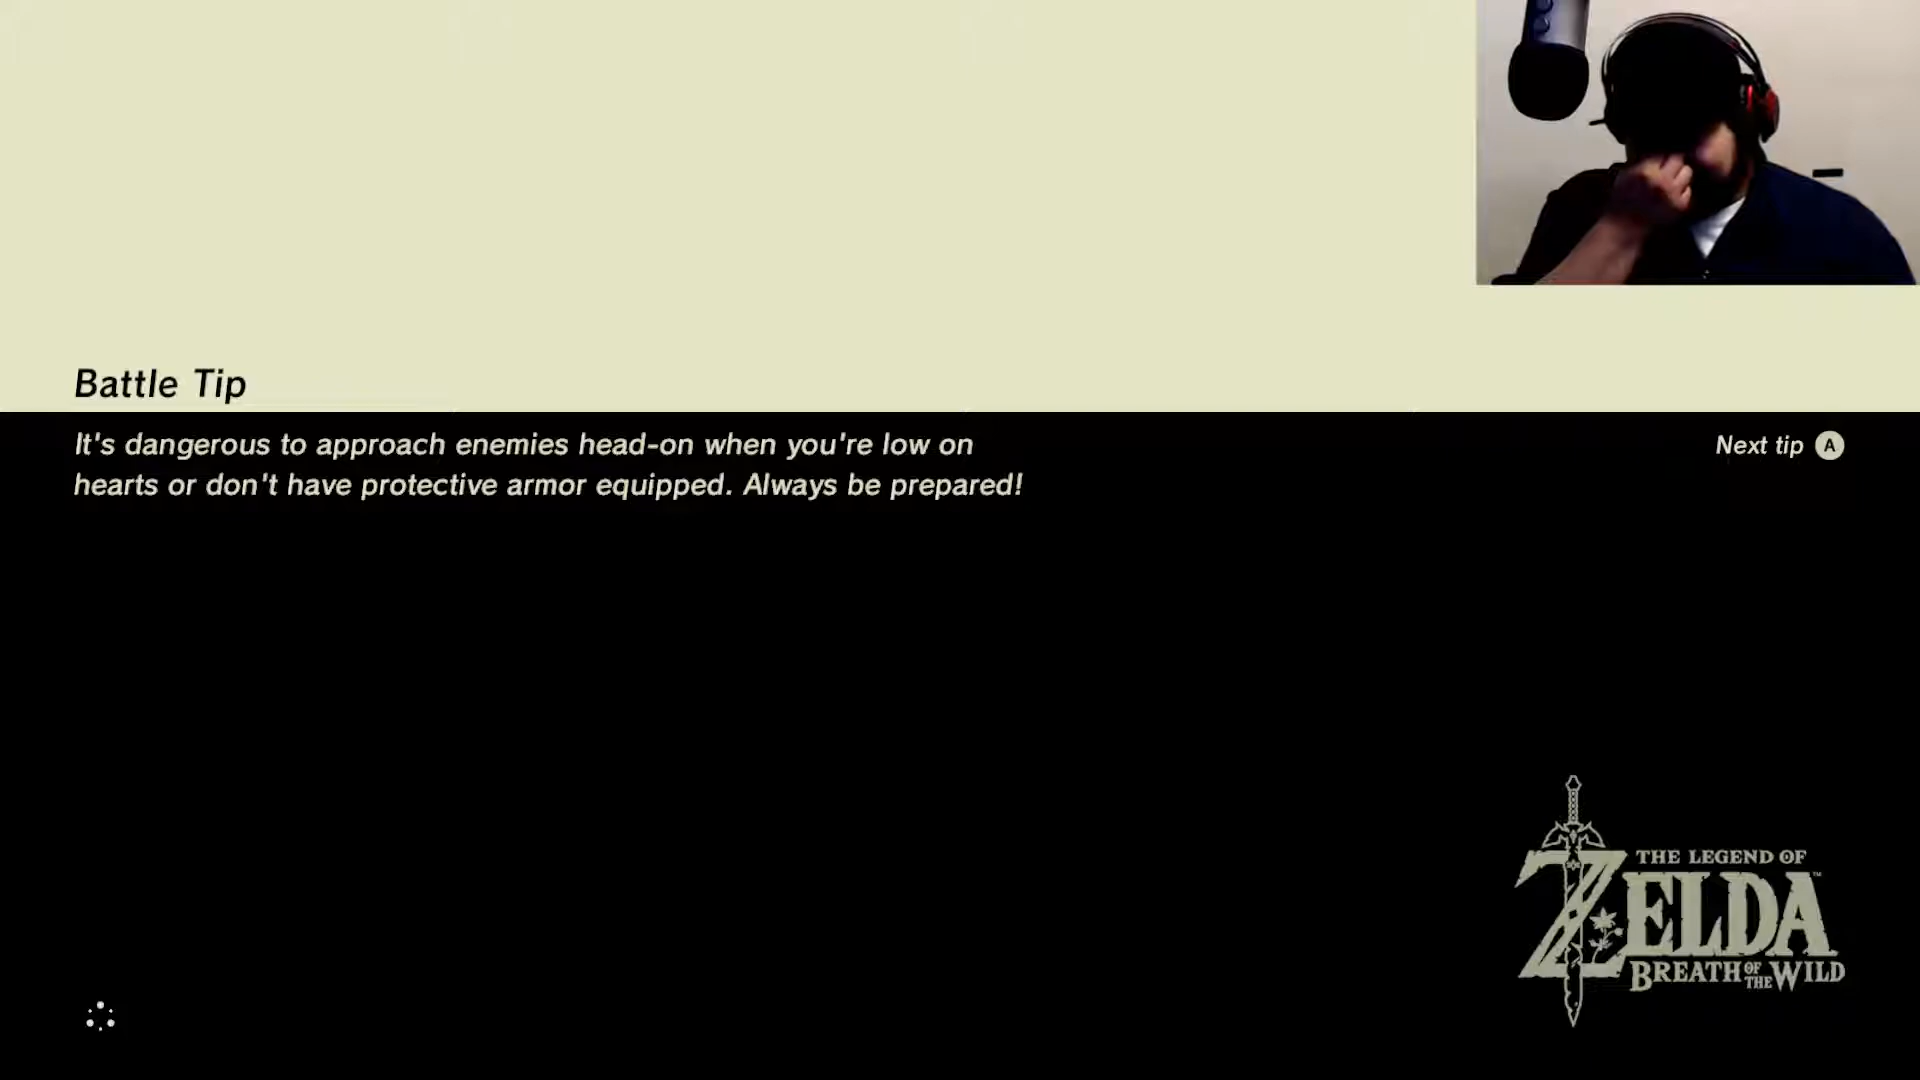 Battle Tip
It's dangerous to approach enemies head-on when you're low on
hearts or don't have protective armor equipped. Always be prepared!
Next tip A
THE LEGEND OF
ZELDA
BREATH OF THE WILD